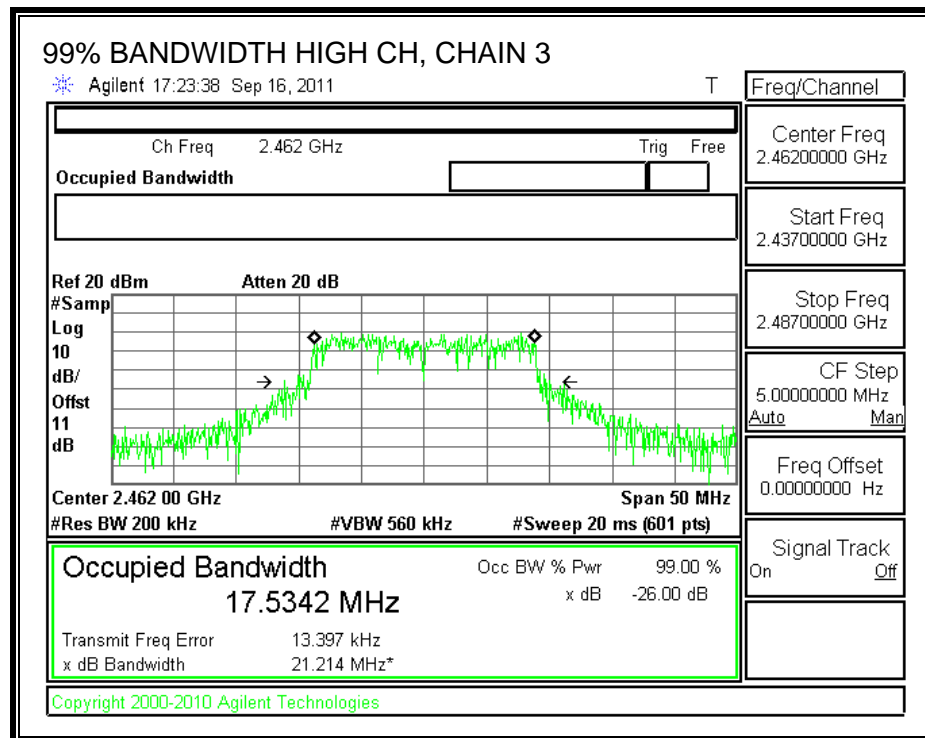 99% BANDWIDTH HIGH CH, CHAIN 3
Agilent 17:23:38 Sep 16, 2011 T
Freq/Channel
Ch Freq 2.462 GHz Trig Free
Occupied Bandwidth
Center Freq
2.46200000 GHz
Start Freq
2.43700000 GHz
Stop Freq
2.48700000 GHz
CF Step
5.00000000 MHz
Auto Man
Freq Offset
0.00000000 Hz
Signal Track
On Off
Ref 20 dBm Atten 20 dB
#Samp
Log
10
dB/
Offst
11
dB
Center 2.462 00 GHz Span 50 MHz
#Res BW 200 kHz #VBW 560 kHz #Sweep 20 ms (601 pts)
Occupied Bandwidth Occ BW % Pwr 99.00 %
17.5342 MHz x dB -26.00 dB
Transmit Freq Error 13.397 kHz
x dB Bandwidth 21.214 MHz*
Copyright 2000-2010 Agilent Technologies